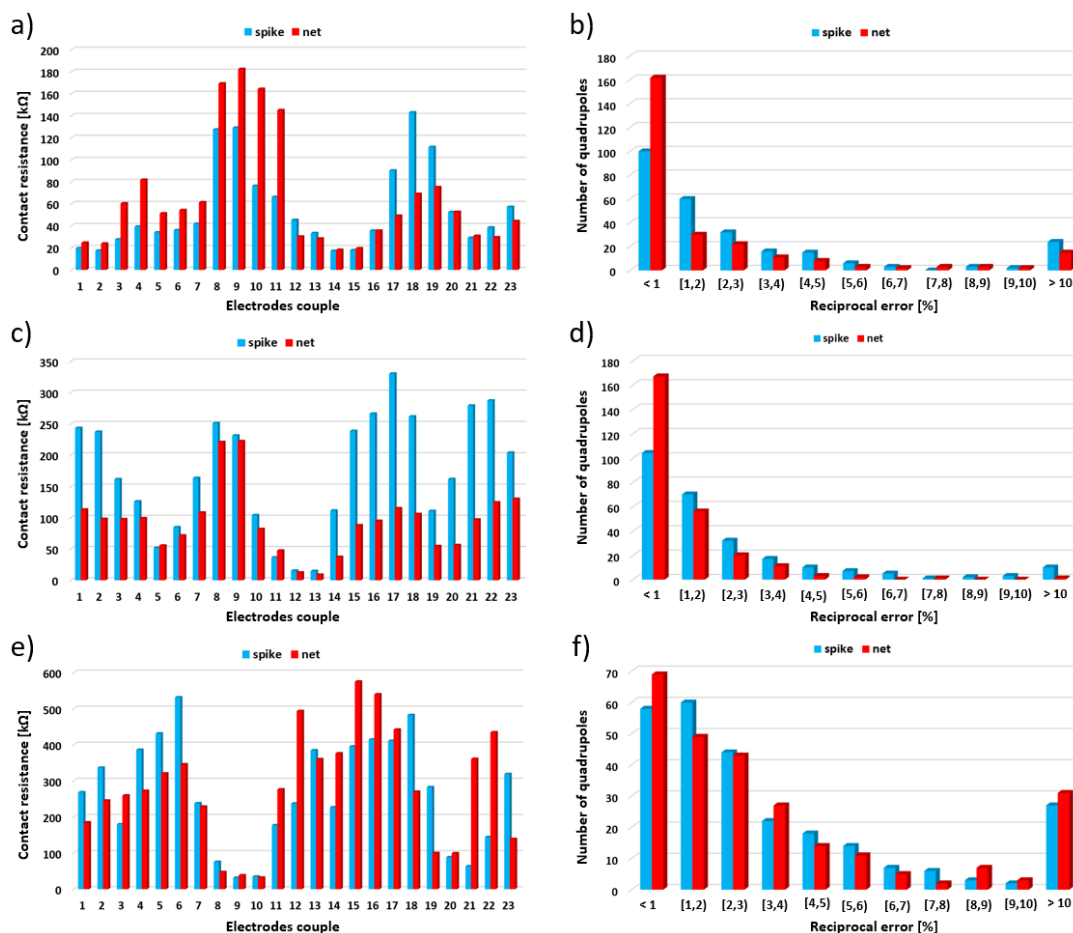 a)
spike net
Contact resistance [kΩ]
200
180
160
140
120
100
80
60
40
20
0
1 2 3 4 5 6 7 8 9 10 11 12 13 14 15 16 17 18 19 20 21 22 23
Electrodes couple
b)
spike net
Number of quadrupoles
180
160
140
120
100
80
60
40
20
0
< 1 [1,2) [2,3) [3,4) [4,5) [5,6) [6,7) [7,8) [8,9) [9,10) > 10
Reciprocal error [%]
c)
spike net
Contact resistance [kΩ]
350
300
250
200
150
100
50
0
1 2 3 4 5 6 7 8 9 10 11 12 13 14 15 16 17 18 19 20 21 22 23
Electrodes couple
d)
spike net
Number of quadrupoles
180
160
140
120
100
80
60
40
20
0
< 1 [1,2) [2,3) [3,4) [4,5) [5,6) [6,7) [7,8) [8,9) [9,10) > 10
Reciprocal error [%]
e)
spike net
Contact resistance [kΩ]
600
500
400
300
200
100
0
1 2 3 4 5 6 7 8 9 10 11 12 13 14 15 16 17 18 19 20 21 22 23
Electrodes couple
f)
spike net
Number of quadrupoles
70
60
50
40
30
20
10
0
< 1 [1,2) [2,3) [3,4) [4,5) [5,6) [6,7) [7,8) [8,9) [9,10) > 10
Reciprocal error [%]